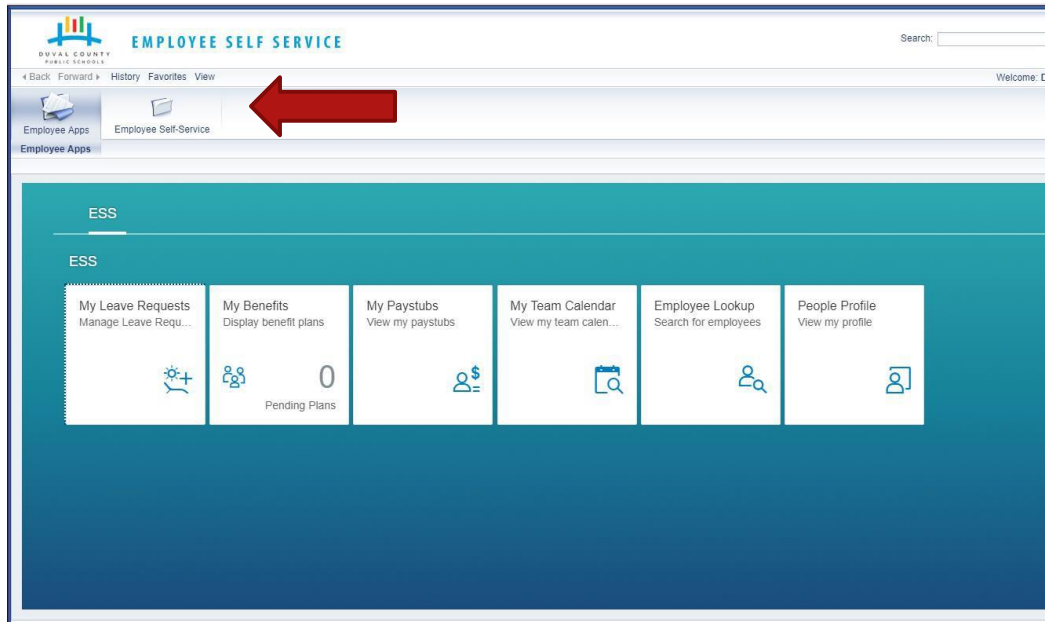 DUVAL COUNTY
PUBLIC SCHOOLS
EMPLOYEE SELF SERVICE
Search:
Back Forward History Favorites View
Welcome: D
Employee Apps
Employee Self-Service
Employee Apps
ESS
ESS
My Leave Requests
Manage Leave Requ...
My Benefits
Display benefit plans
0
Pending Plans
My Paystubs
View my paystubs
My Team Calendar
View my team calen...
Employee Lookup
Search for employees
People Profile
View my profile